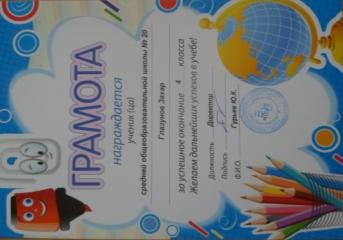 ГРАМОТА
награждается
ученик (ца)
средней общеобразовательной школы № 20
Глазунов Захар
за успешное окончание 4 класса
Желаем дальнейших успехов в учебе!
Должность Директор
Подпись
Ф.И.О. Гурьев Ю.К.